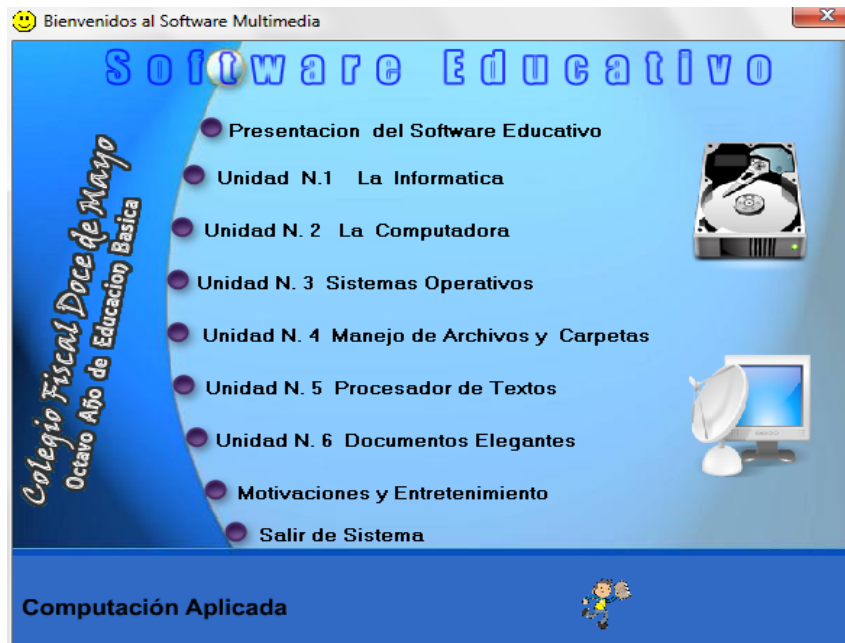 Bienvenidos al Software Multimedia
Software Educativo
Presentacion del Software Educativo
Unidad N.1 La Informatica
Unidad N. 2 La Computadora
Unidad N. 3 Sistemas Operativos
Unidad N. 4 Manejo de Archivos y Carpetas
Unidad N. 5 Procesador de Textos
Unidad N. 6 Documentos Elegantes
Motivaciones y Entretenimiento
Salir de Sistema
Colegio Fiscal Doce de Mayo
Octavo Año de Educacion Basica
Computación Aplicada